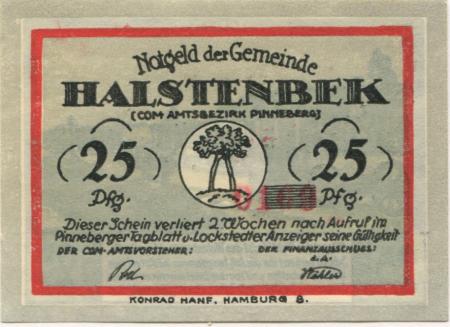 Notgeld der Gemeinde
HALSTENBEK
(COM-AMTSBEZIRK PINNEBERG)
25 25
Pfg. Pfg.
Dieser Schein verliert 2 Wochen nach Aufruf im
Pinneberger Tagblatt u. Lockstedter Anzeiger seine Gültigkeit
DER COM-AMTSVORSTEHER: DER FINANZAUSSCHUSS:
I.A.
KONRAD HANF, HAMBURG 8.